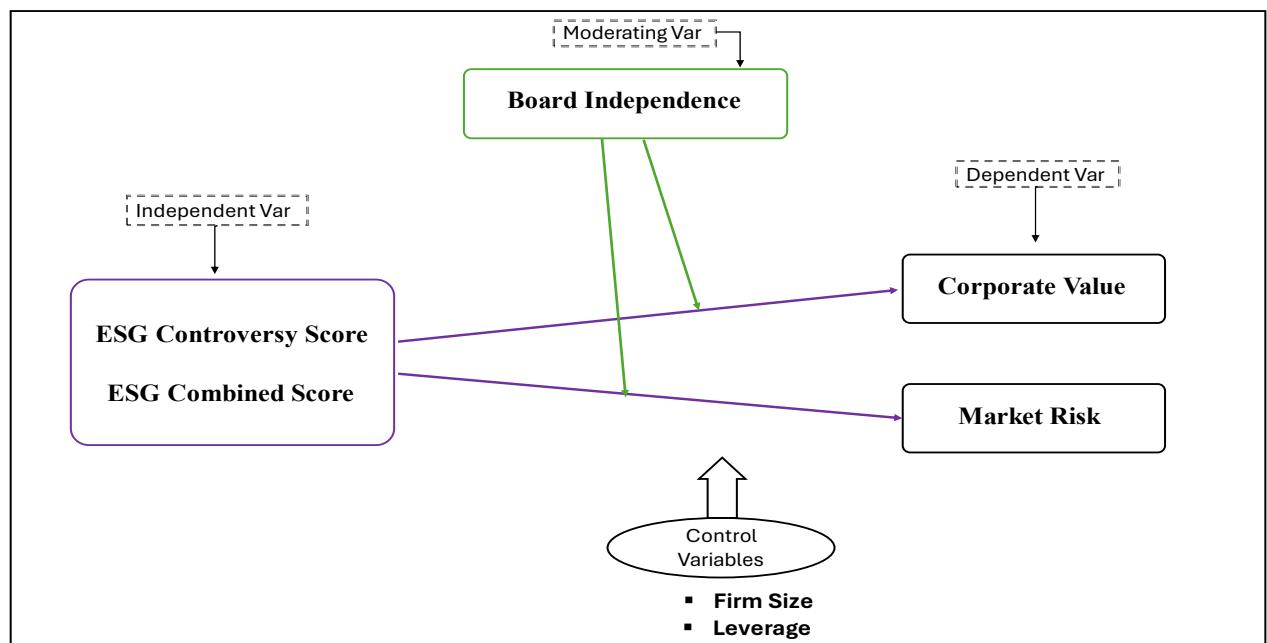 Moderating Var
Board Independence
Dependent Var
Independent Var
Corporate Value
ESG Controversy Score
ESG Combined Score
Market Risk
Control
Variables
▪ Firm Size
▪ Leverage